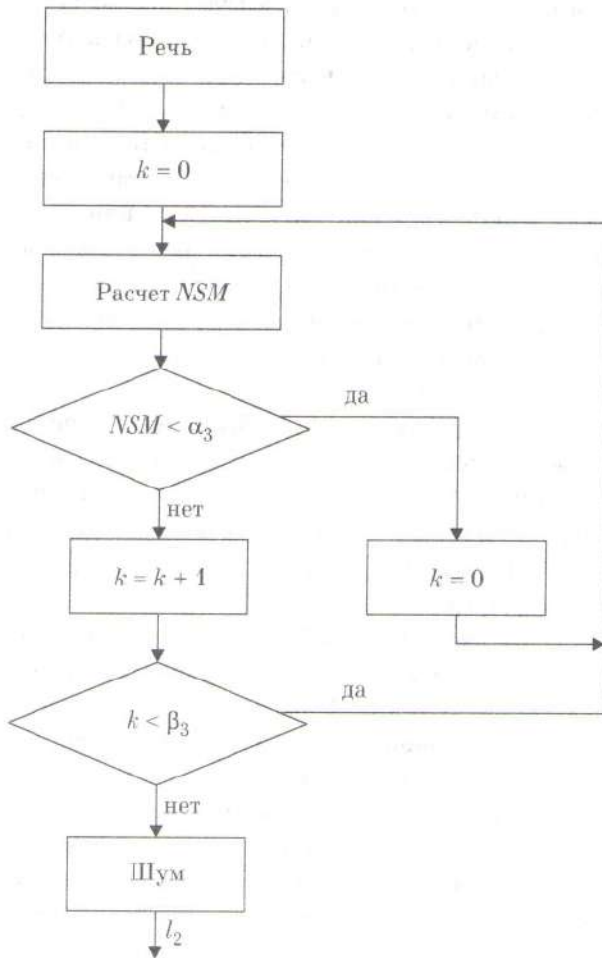 Речь
k = 0
Расчет NSM
NSM < α₃
да
нет
k = k + 1
k = 0
k < β₃
да
нет
Шум
l₂